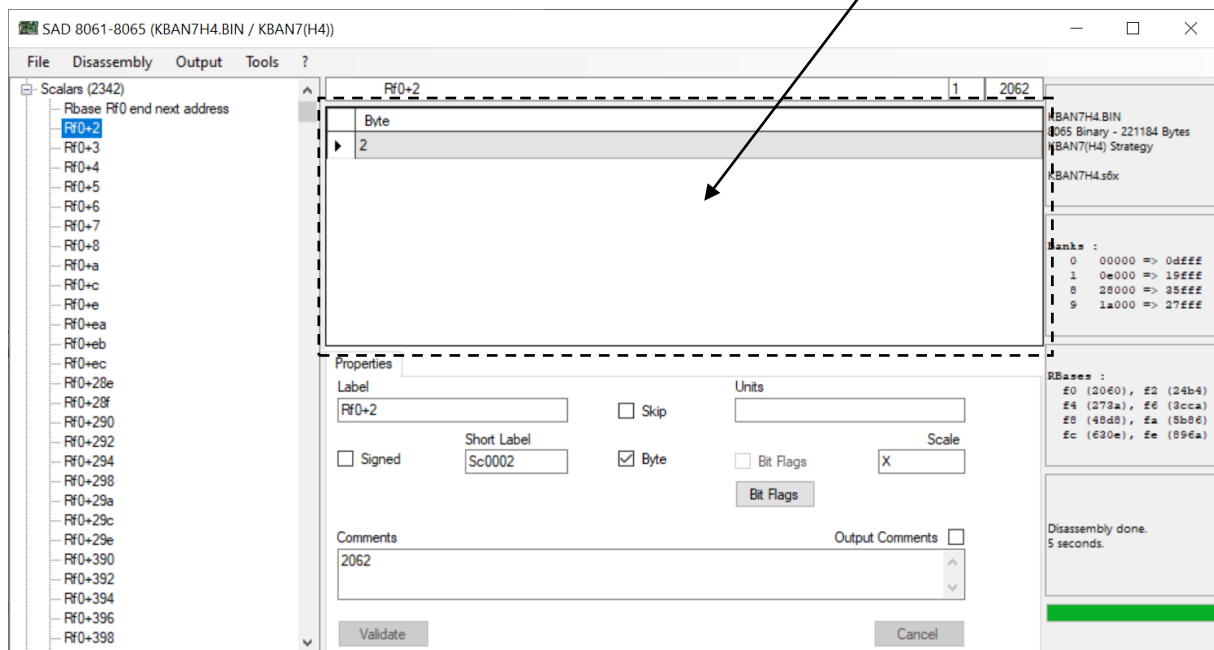 SAD 8061-8065 (KBAN7H4.BIN / KBAN7(H4))
File Disassembly Output Tools ?
Scalars (2342)
Rbase Rf0 end next address
Rf0+2
Rf0+3
Rf0+4
Rf0+5
Rf0+6
Rf0+7
Rf0+8
Rf0+a
Rf0+c
Rf0+e
Rf0+ea
Rf0+eb
Rf0+ec
Rf0+28e
Rf0+28f
Rf0+290
Rf0+292
Rf0+294
Rf0+298
Rf0+29a
Rf0+29c
Rf0+29e
Rf0+390
Rf0+392
Rf0+394
Rf0+396
Rf0+398
Rf0+2 1 2062
Byte
2
Properties
Label Units
Rf0+2 Skip
Short Label Scale
Signed Sc0002 Byte Bit Flags X
Bit Flags
Comments Output Comments
2062
Validate Cancel
KBAN7H4.BIN
8065 Binary - 221184 Bytes
KBAN7(H4) Strategy
KBAN7H4.s6x
Banks :
0 00000 => 0dfff
1 0e000 => 19fff
8 28000 => 35fff
9 1a000 => 27fff
RBases :
f0 (2060), f2 (24b4)
f4 (273a), f6 (3cca)
f8 (48d8), fa (5b86)
fc (630e), fe (896a)
Disassembly done.
5 seconds.